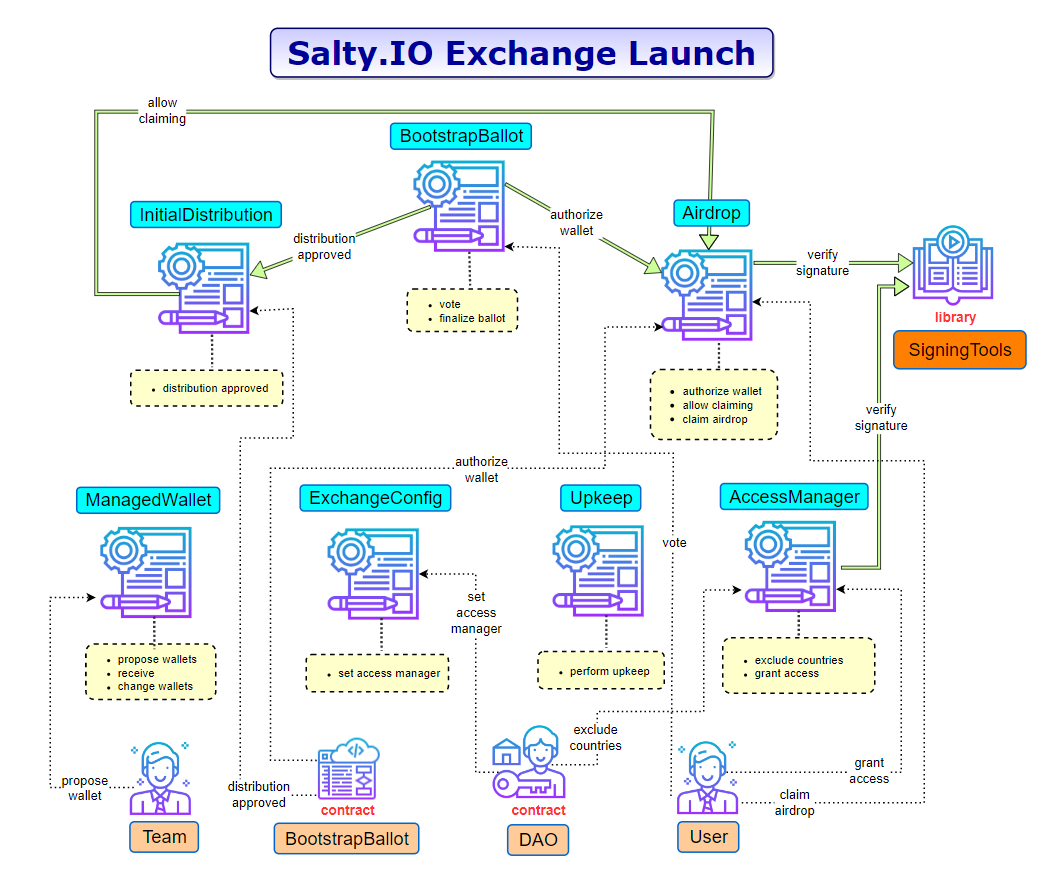 Salty.IO Exchange Launch
allow
claiming
BootstrapBallot
InitialDistribution
Airdrop
authorize
wallet
distribution
approved
verify
signature
vote
finalize ballot
library
SigningTools
distribution approved
authorize wallet
allow claiming
claim airdrop
verify
signature
authorize
wallet
ManagedWallet
ExchangeConfig
Upkeep
AccessManager
vote
set
access
manager
propose wallets
receive
change wallets
set access manager
perform upkeep
exclude countries
grant access
exclude
countries
propose
wallet
distribution
approved
grant
access
claim
airdrop
contract
contract
Team
BootstrapBallot
DAO
User